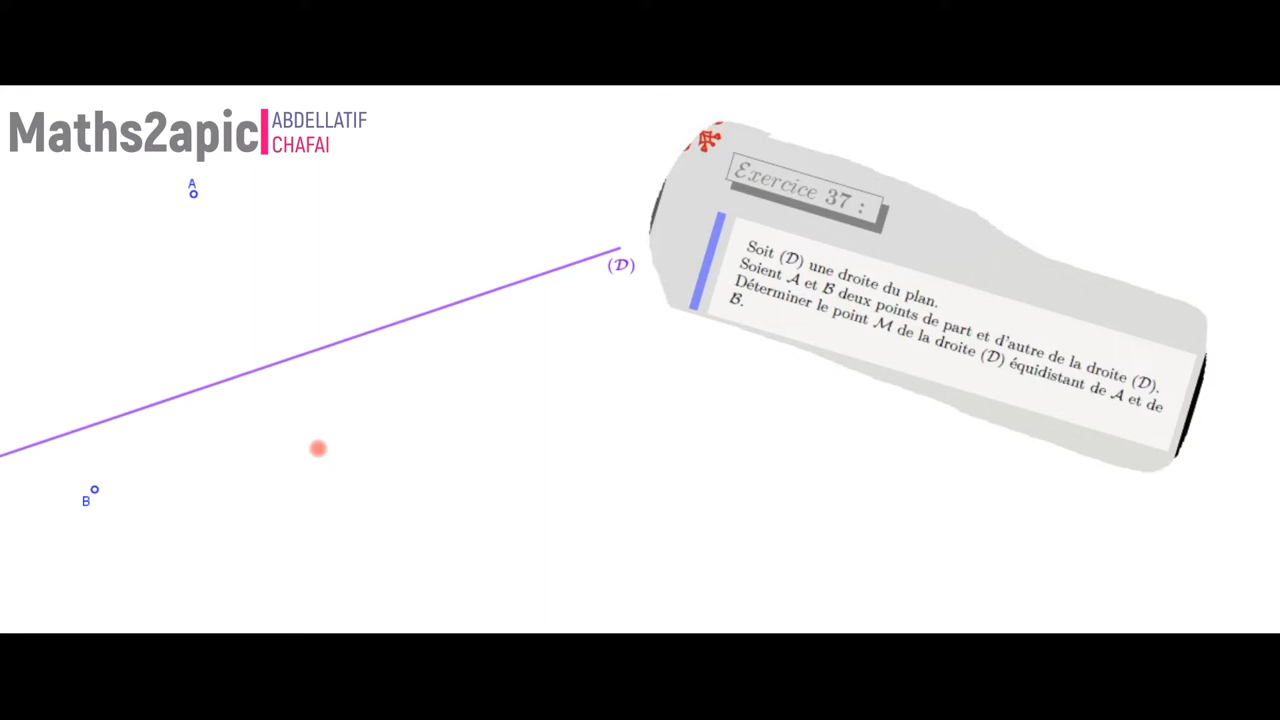 Maths2apic
ABDELLATIF
CHAFAI
A
(D)
B
Exercice 37 :
Soit (D) une droite du plan.
Soient A et B deux points de part et d'autre de la droite (D).
Déterminer le point M de la droite (D) équidistant de A et de
B.